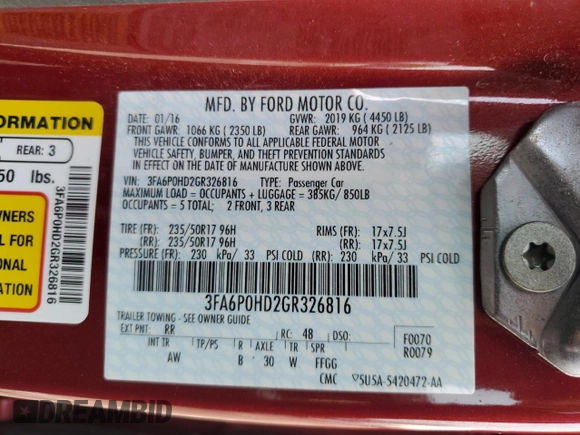 FORMATION
REAR: 3
50 lbs.
WNERS
L FOR
ONAL
ION
3FA6P0HD2GR326816
MFD. BY FORD MOTOR CO.
DATE: 01/16 GVWR: 2019 KG ( 4450 LB)
FRONT GAWR: 1066 KG ( 2350 LB) REAR GAWR: 964 KG ( 2125 LB)
THIS VEHICLE CONFORMS TO ALL APPLICABLE FEDERAL MOTOR
VEHICLE SAFETY, BUMPER, AND THEFT PREVENTION STANDARDS
IN EFFECT ON THE DATE OF MANUFACTURE SHOWN ABOVE.
VIN: 3FA6P0HD2GR326816 TYPE: Passenger Car
MAXIMUM LOAD = OCCUPANTS + LUGGAGE = 385KG/ 850LB
OCCUPANTS = 5 TOTAL; 2 FRONT, 3 REAR
TIRE (FR): 235/50R17 96H RIMS (FR): 17x7.5J
(RR): 235/50R17 96H (RR): 17x7.5J
PRESSURE (FR): 230 kPa/ 33 PSI COLD (RR): 230 kPa/ 33 PSI COLD
3FA6P0HD2GR326816
TRAILER TOWING - SEE OWNER GUIDE
EXT PNT: RR RC: 48 DSO: F0070
INT TR TP/PS R AXLE TR SPR R0079
AW B 30 W FFGG
CMC 5U5A-5420472-AA
DREAMBID